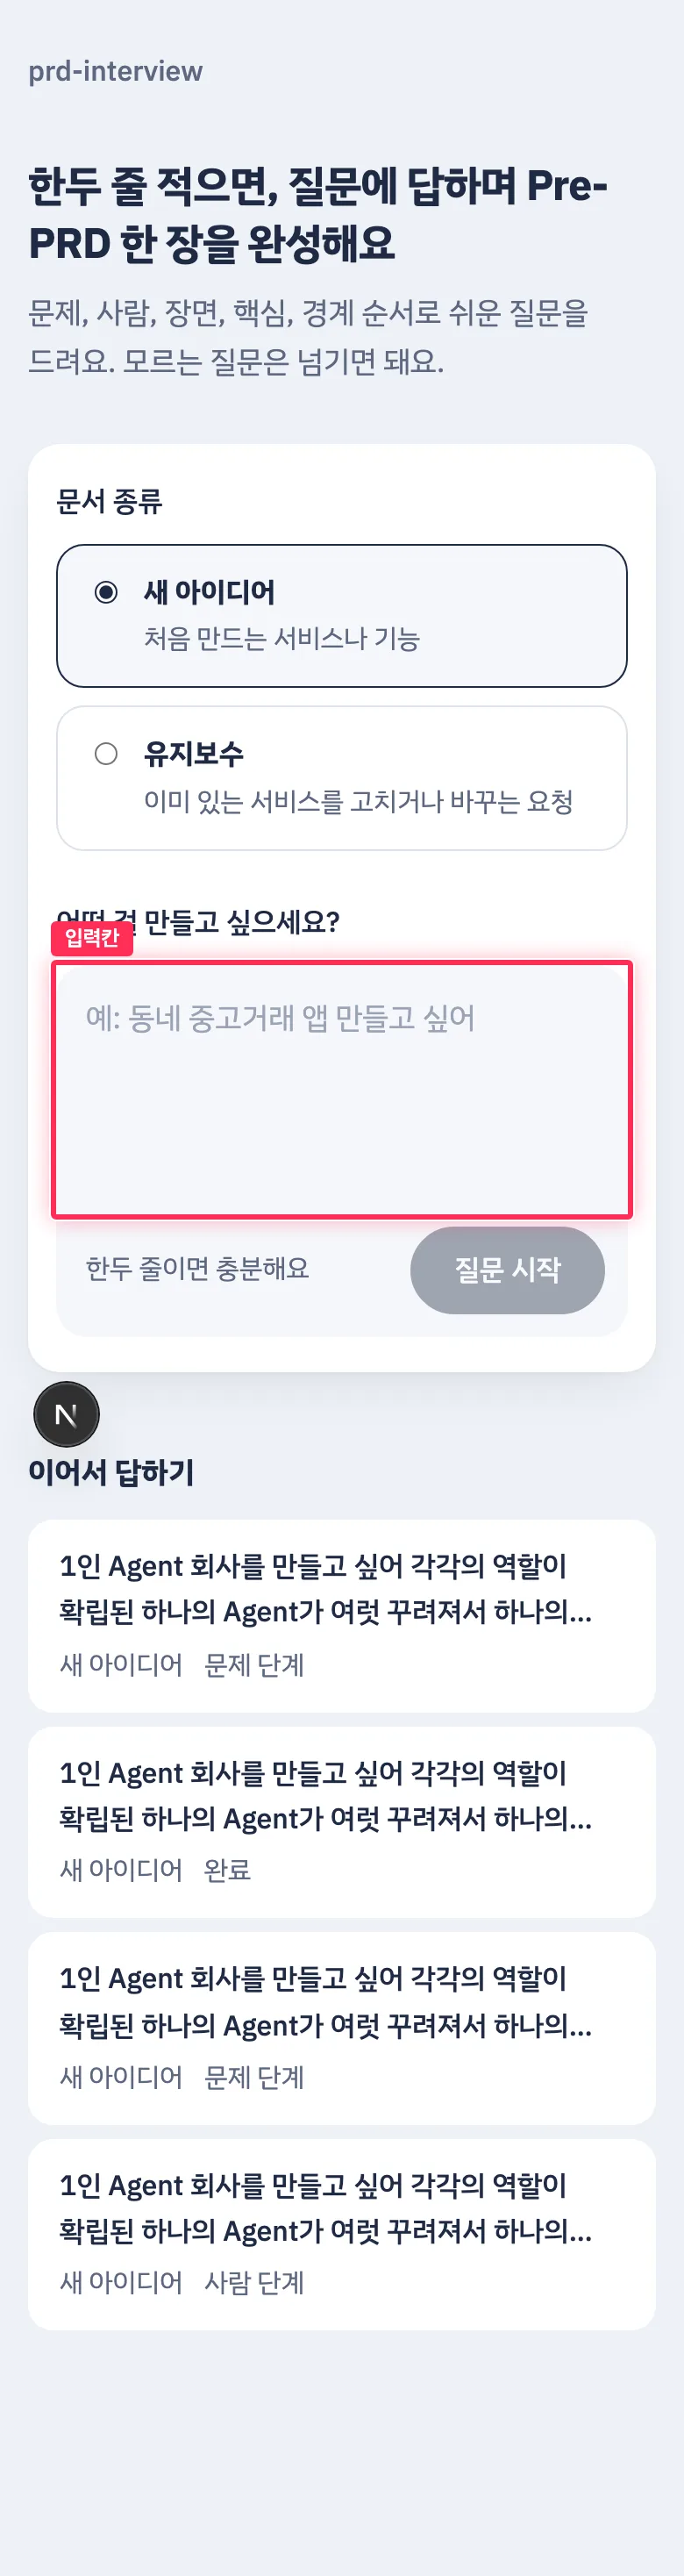 prd-interview
한두 줄 적으면, 질문에 답하며 Pre-
PRD 한 장을 완성해요
문제, 사람, 장면, 핵심, 경계 순서로 쉬운 질문을
드려요. 모르는 질문은 넘기면 돼요.
문서 종류
새 아이디어
처음 만드는 서비스나 기능
유지보수
이미 있는 서비스를 고치거나 바꾸는 요청
어떤 걸 만들고 싶으세요?
입력칸
예: 동네 중고거래 앱 만들고 싶어
한두 줄이면 충분해요
질문 시작
N
이어서 답하기
1인 Agent 회사를 만들고 싶어 각각의 역할이
확립된 하나의 Agent가 여럿 꾸려져서 하나의...
새 아이디어 문제 단계
1인 Agent 회사를 만들고 싶어 각각의 역할이
확립된 하나의 Agent가 여럿 꾸려져서 하나의...
새 아이디어 완료
1인 Agent 회사를 만들고 싶어 각각의 역할이
확립된 하나의 Agent가 여럿 꾸려져서 하나의...
새 아이디어 문제 단계
1인 Agent 회사를 만들고 싶어 각각의 역할이
확립된 하나의 Agent가 여럿 꾸려져서 하나의...
새 아이디어 사람 단계